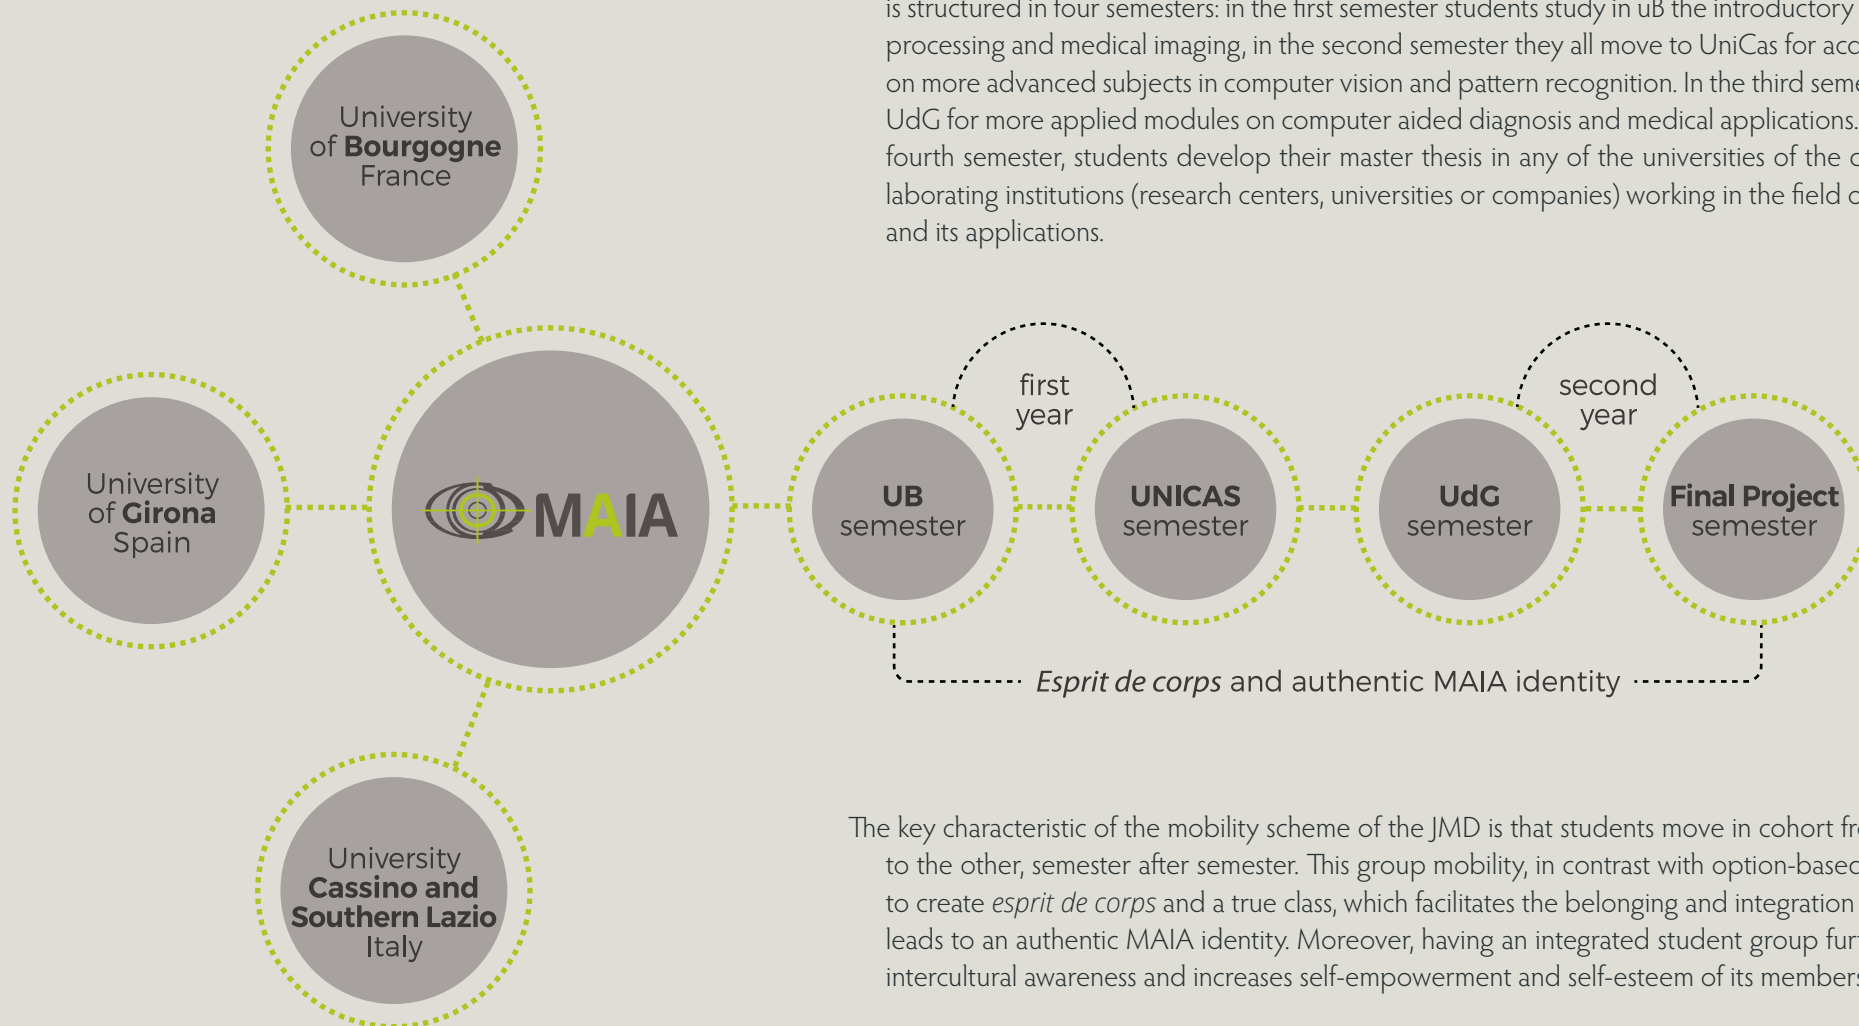 is structured in four semesters: in the first semester students study in uB the introductory
processing and medical imaging, in the second semester they all move to UniCas for
on more advanced subjects in computer vision and pattern recognition. In the third
UdG for more applied modules on computer aided diagnosis and medical applications.
fourth semester, students develop their master thesis in any of the universities of the
laborating institutions (research centers, universities or companies) working in the field
and its applications.
University
of Bourgogne
France
University
of Girona
Spain
MAIA
University
Cassino and
Southern Lazio
Italy
first
year
second
year
UB
semester
UNICAS
semester
UdG
semester
Final Project
semester
Esprit de corps and authentic MAIA identity
The key characteristic of the mobility scheme of the JMD is that students move in cohort
to the other, semester after semester. This group mobility, in contrast with option-based
to create esprit de corps and a true class, which facilitates the belonging and integration
leads to an authentic MAIA identity. Moreover, having an integrated student group
intercultural awareness and increases self-empowerment and self-esteem of its members